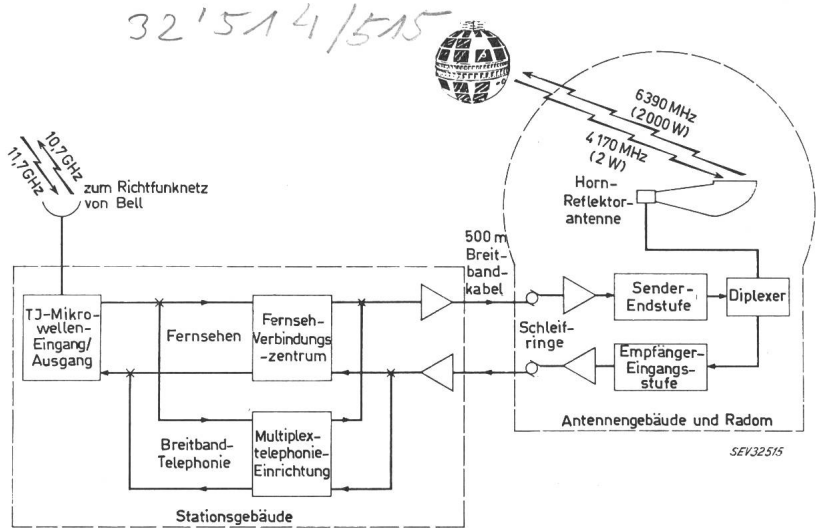 32'514/515
6390 MHz
(2000 W)
4170 MHz
(2 W)
10,7 GHz
11,7 GHz
zum Richtfunknetz
von Bell
Horn-
Reflektor-
antenne
500 m
Breit-
band-
kabel
TJ-Mikro-
wellen-
Eingang/
Ausgang
Fernsehen
Fernseh-
Verbindungs
-zentrum
Schleif-
ringe
Sender-
Endstufe
Diplexer
Empfänger-
Eingangs-
stufe
Breitband-
Telephonie
Multiplex-
telephonie-
Einrichtung
Antennengebäude und Radom
SEV32515
Stationsgebäude